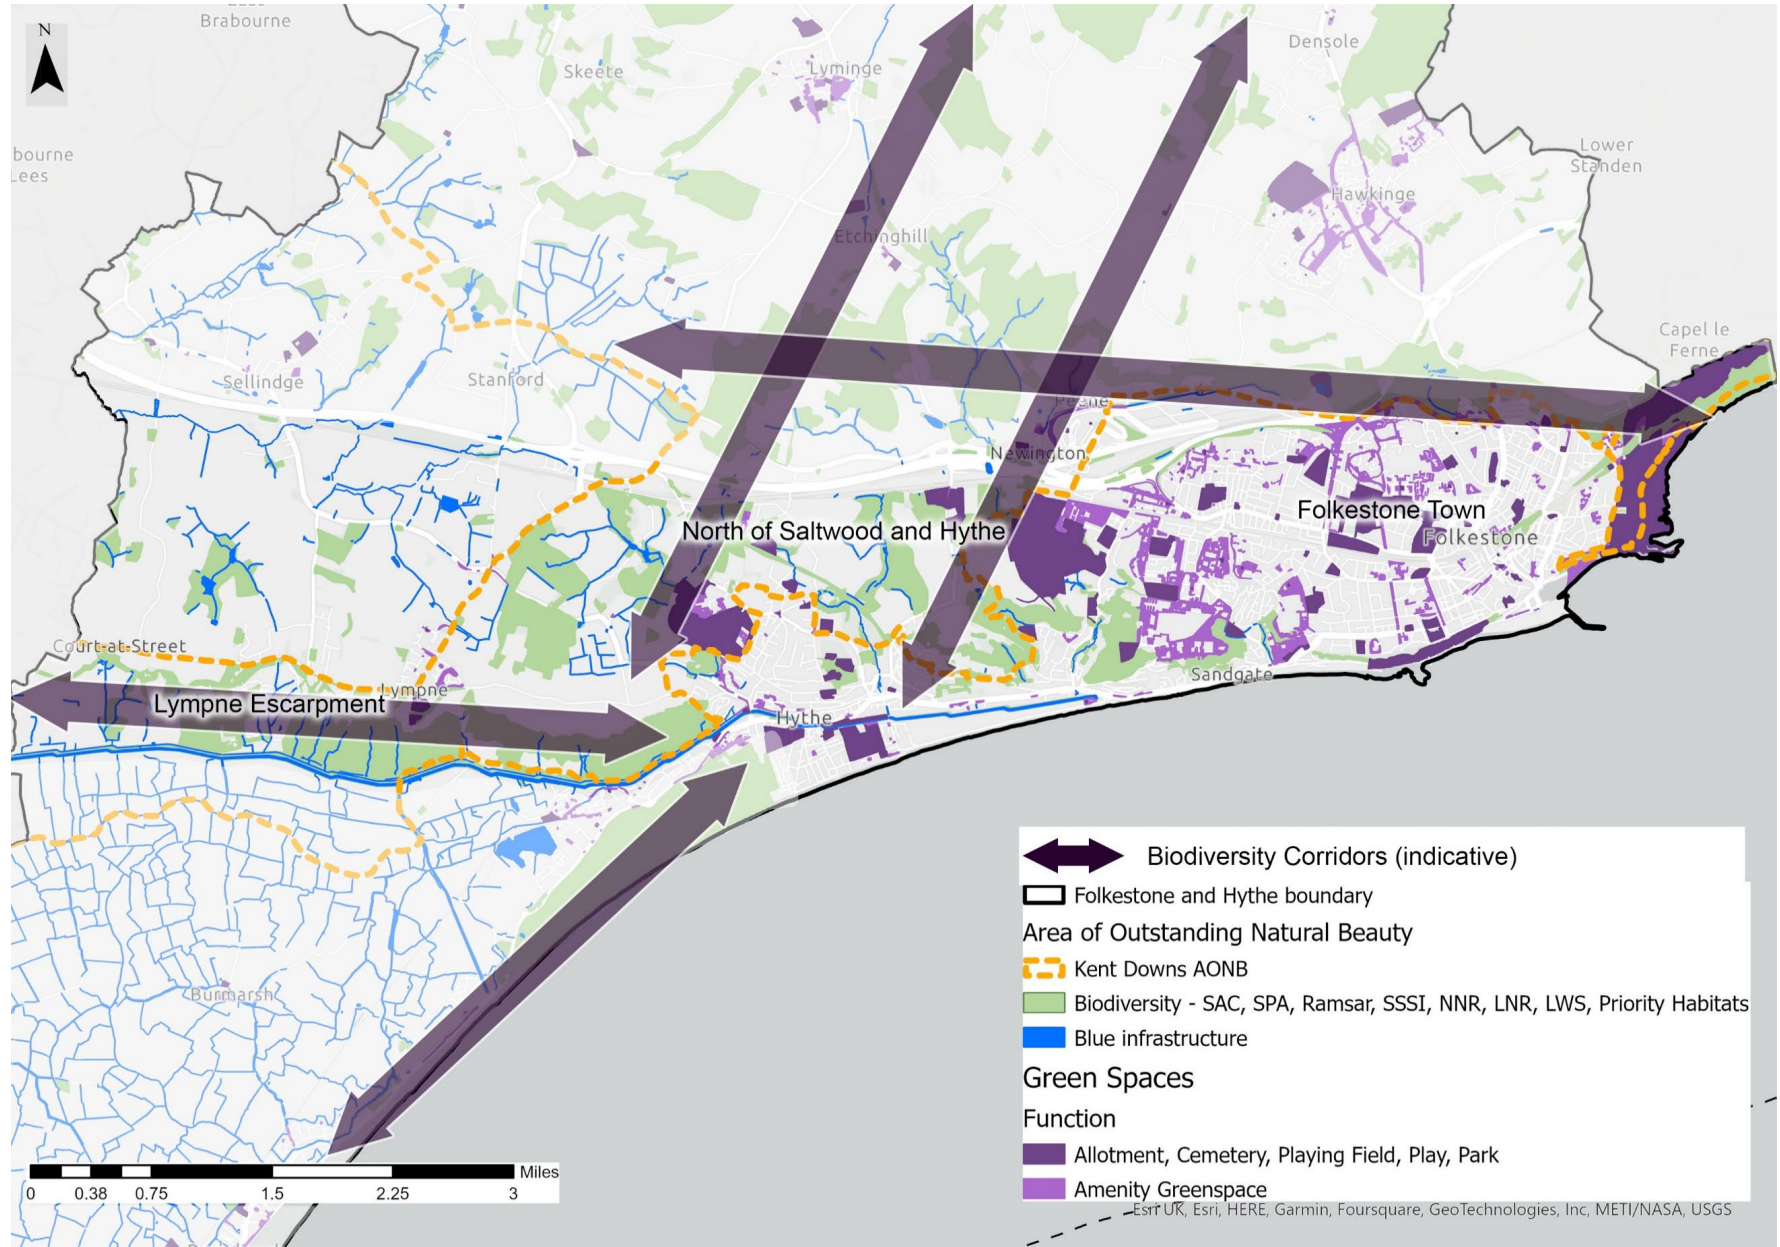 East
Brabourne
N
Densole
Skeete
Lyminge
bourne
Lees
Lower
Standen
Hawkinge
Etchinghill
Capel le
Ferne
Sellindge
Stanford
Peene
Newington
North of Saltwood and Hythe
Folkestone Town
Folkestone
Court-at-Street
Lympne
Lympne Escarpment
Sandgate
Hythe
Burmarsh
Biodiversity Corridors (indicative)
Folkestone and Hythe boundary
Area of Outstanding Natural Beauty
Kent Downs AONB
Biodiversity - SAC, SPA, Ramsar, SSSI, NNR, LNR, LWS, Priority Habitats
Blue infrastructure
Green Spaces
Function
Allotment, Cemetery, Playing Field, Play, Park
Amenity Greenspace
Miles
0 0.38 0.75 1.5 2.25 3
Esri UK, Esri, HERE, Garmin, Foursquare, GeoTechnologies, Inc, METI/NASA, USGS